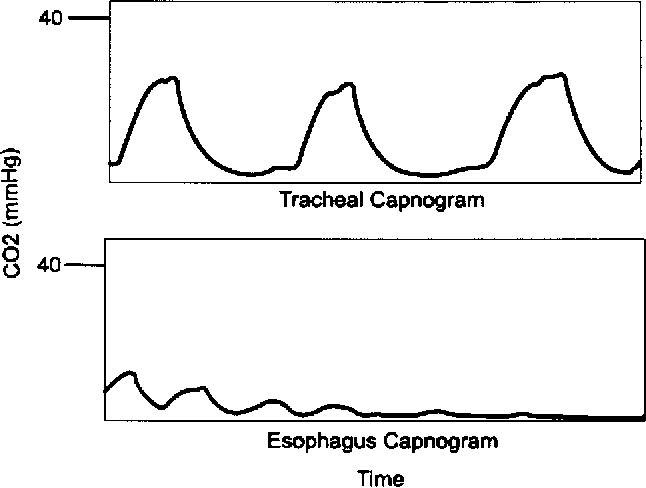 40
Tracheal Capnogram
CO2 (mmHg)
40
Esophagus Capnogram
Time